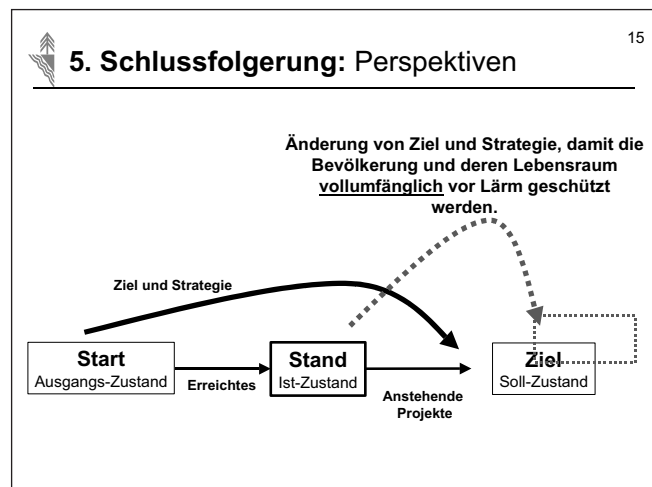 15
5. Schlussfolgerung: Perspektiven
Änderung von Ziel und Strategie, damit die
Bevölkerung und deren Lebensraum
vollumfänglich vor Lärm geschützt
werden.
Ziel und Strategie
Start
Ausgangs-Zustand
Erreichtes
Stand
Ist-Zustand
Anstehende
Projekte
Ziel
Soll-Zustand